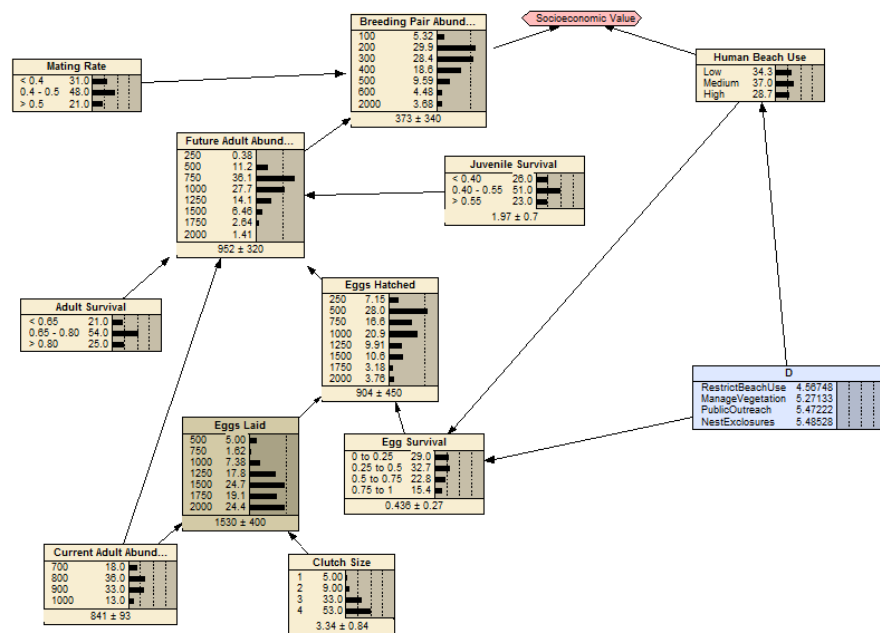 Breeding Pair Abund...
100 5.32
200 29.9
300 28.4
400 18.6
500 9.59
600 4.48
2000 3.68
373 ± 340
Socioeconomic Value
Mating Rate
< 0.4 31.0
0.4 - 0.5 48.0
> 0.5 21.0
Human Beach Use
Low 34.3
Medium 37.0
High 28.7
Future Adult Abund...
250 0.38
500 11.2
750 36.1
1000 27.7
1250 14.1
1500 6.46
1750 2.64
2000 1.41
952 ± 320
Juvenile Survival
< 0.40 26.0
0.40 - 0.55 51.0
> 0.55 23.0
1.97 ± 0.7
Adult Survival
< 0.65 21.0
0.65 - 0.80 54.0
> 0.80 25.0
Eggs Hatched
250 7.15
500 28.0
750 16.6
1000 20.9
1250 9.91
1500 10.6
1750 3.18
2000 3.76
904 ± 450
D
RestrictBeachUse 4.56748
ManageVegetation 5.27133
PublicOutreach 5.47222
NestExclosures 5.48528
Eggs Laid
500 5.00
750 1.62
1000 7.38
1250 17.8
1500 24.7
1750 19.1
2000 24.4
1530 ± 400
Egg Survival
0 to 0.25 29.0
0.25 to 0.5 32.7
0.5 to 0.75 22.8
0.75 to 1 15.4
0.436 ± 0.27
Current Adult Abund...
700 18.0
800 36.0
900 33.0
1000 13.0
841 ± 93
Clutch Size
1 5.00
2 9.00
3 33.0
4 53.0
3.34 ± 0.84